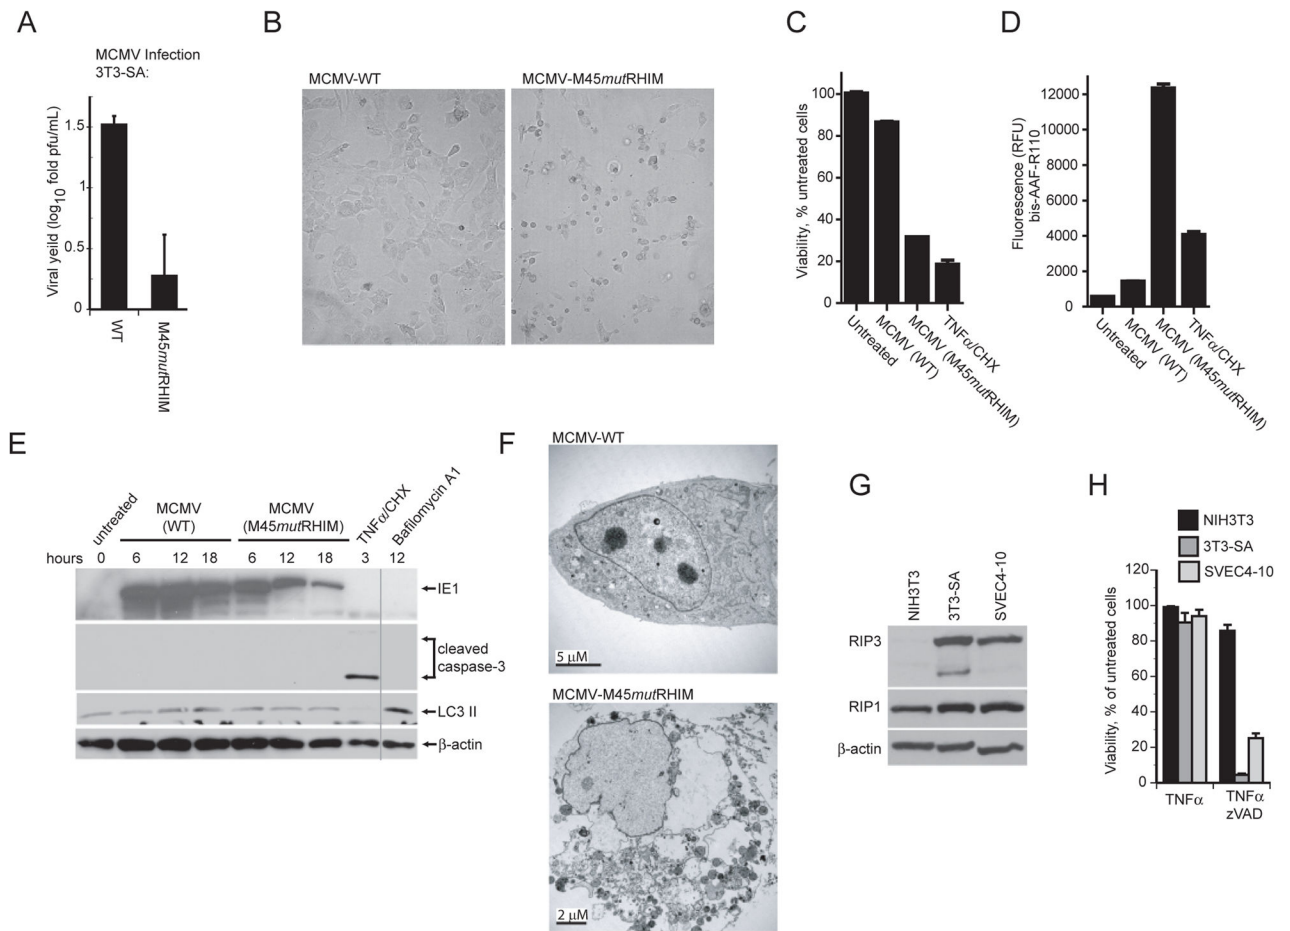 A
MCMV Infection
3T3-SA:
Viral yeild (log10 fold pfu/mL)
1.5
1
0.5
0
WT
M45mutRHIM
B
MCMV-WT
MCMV-M45mutRHIM
C
Viability, % untreated cells
100
80
60
40
20
0
Untreated
MCMV (WT)
MCMV (M45mutRHIM)
TNFα/CHX
D
Fluorescence (RFU)
bis-AAF-R110
12000
10000
8000
6000
4000
2000
0
Untreated
MCMV (WT)
MCMV (M45mutRHIM)
TNFα/CHX
E
untreated
MCMV
(WT)
MCMV
(M45mutRHIM)
TNFα/CHX
Bafilomycin A1
hours 0 6 12 18 6 12 18 3 12
IE1
cleaved
caspase-3
LC3 II
β-actin
F
MCMV-WT
5 μM
MCMV-M45mutRHIM
2 μM
G
NIH3T3
3T3-SA
SVEC4-10
RIP3
RIP1
β-actin
H
NIH3T3
3T3-SA
SVEC4-10
Viability, % of untreated cells
120
100
80
60
40
20
0
TNFα
TNFα
zVAD